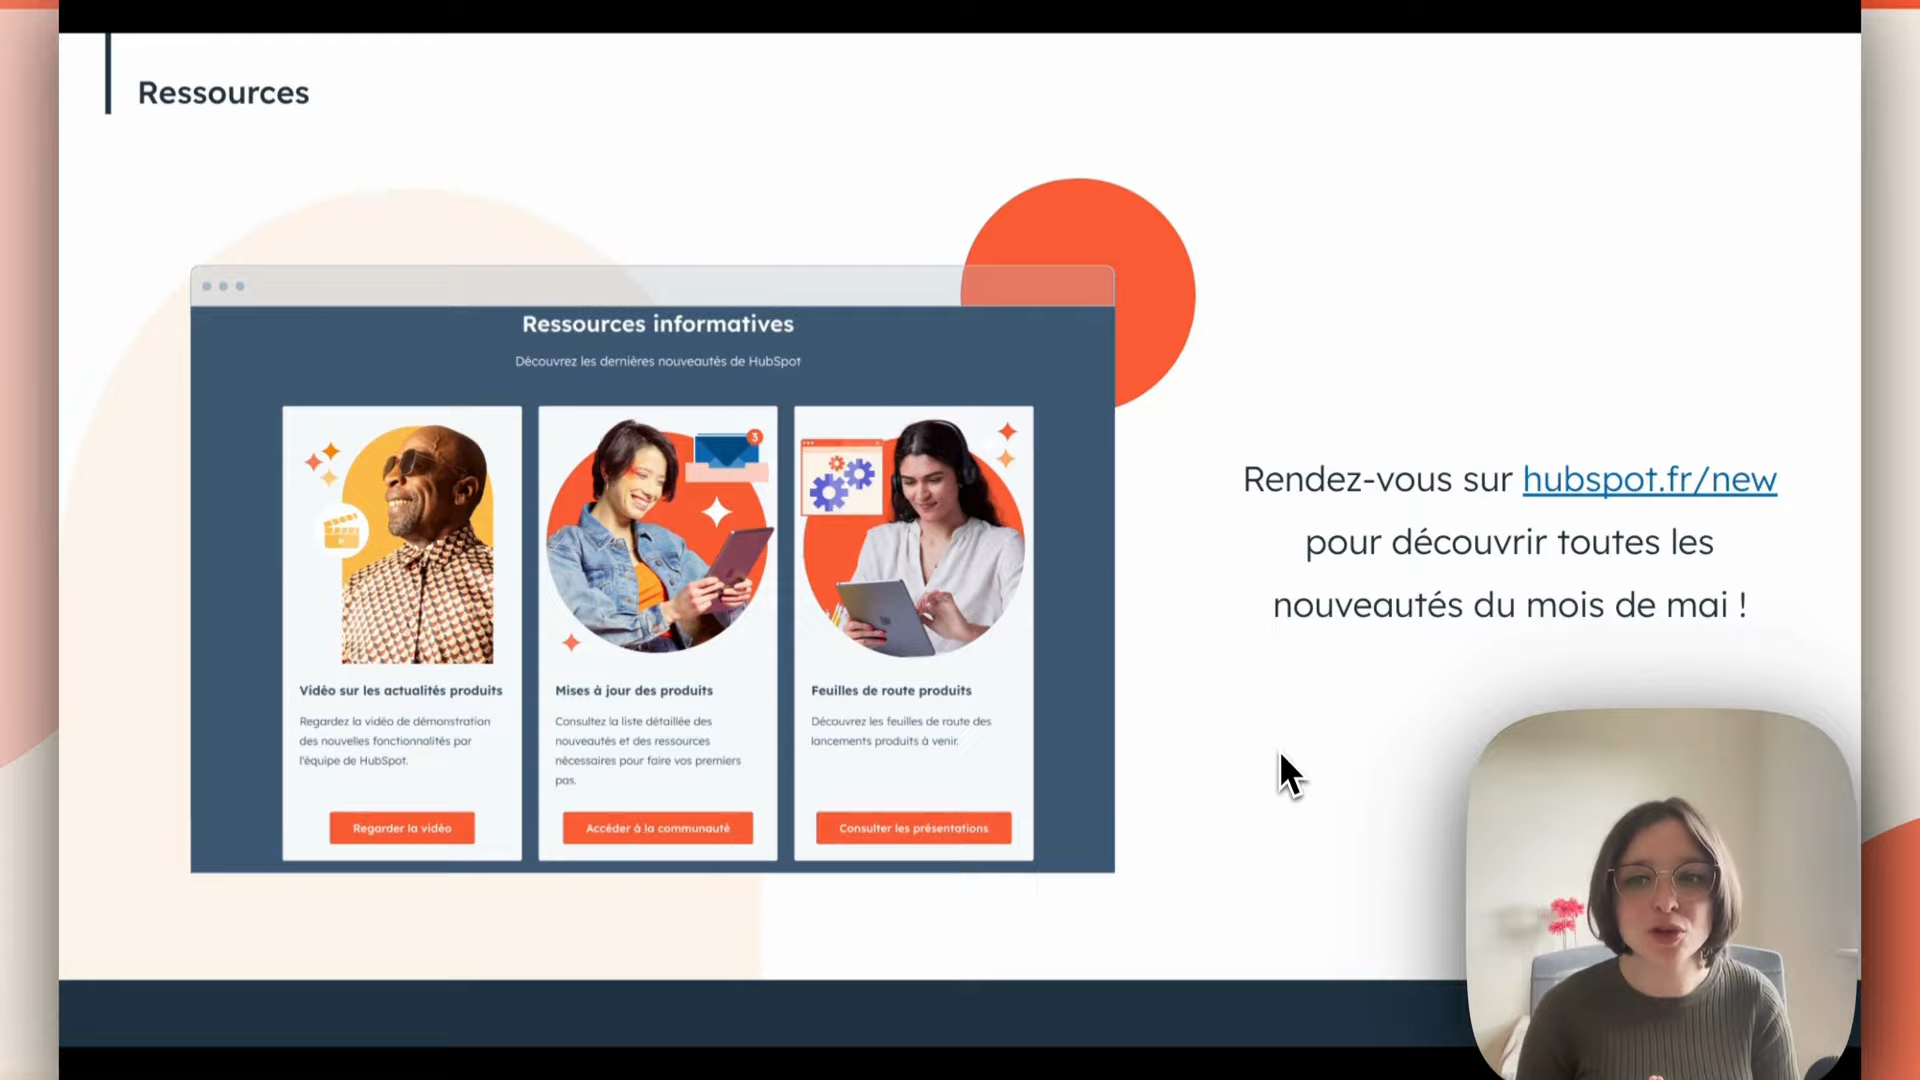 Ressources
Ressources informatives
Découvrez les dernières nouveautés de HubSpot
3
Vidéo sur les actualités produits
Regardez la vidéo de démonstration
des nouvelles fonctionnalités par
l'équipe de HubSpot.
Regarder la vidéo
Mises à jour des produits
Consultez la liste détaillée des
nouveautés et des ressources
nécessaires pour faire vos premiers
pas.
Accéder à la communauté
Feuilles de route produits
Découvrez les feuilles de route des
lancements produits à venir.
Consulter les présentations
Rendez-vous sur hubspot.fr/new
pour découvrir toutes les
nouveautés du mois de mai !